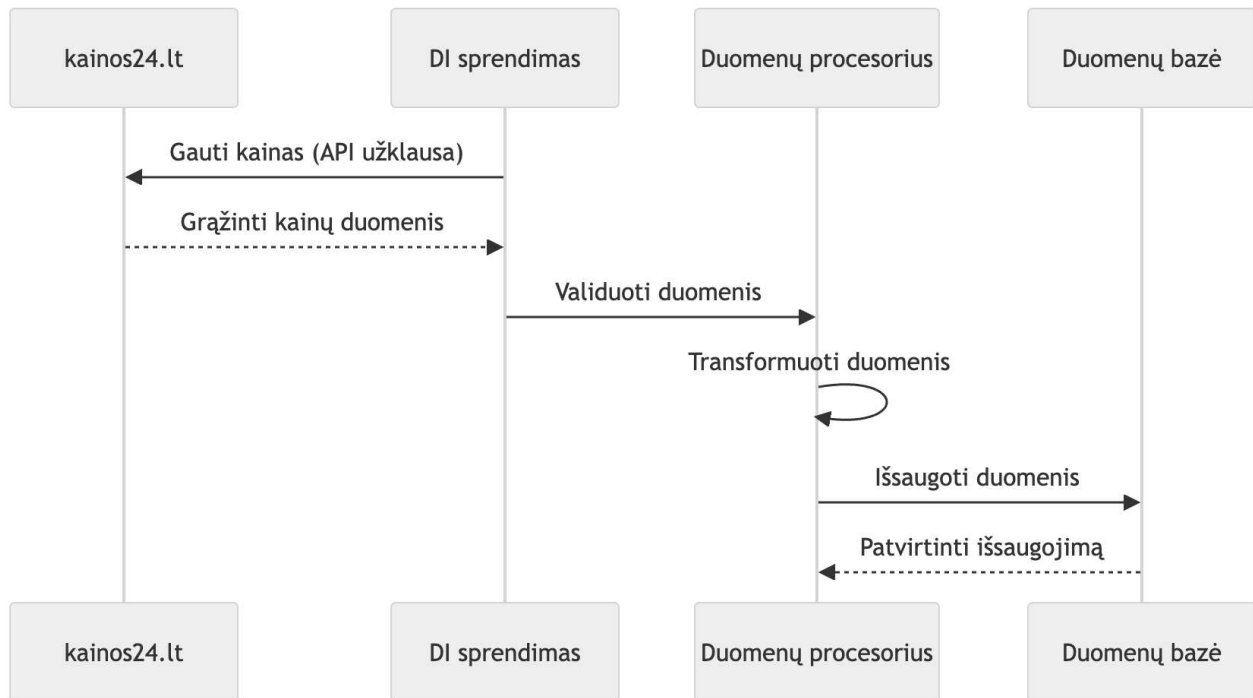 kainos24.lt
DI sprendimas
Duomenų procesorius
Duomenų bazė
Gauti kainas (API užklausa)
Grąžinti kainų duomenis
Validuoti duomenis
Transformuoti duomenis
Išsaugoti duomenis
Patvirtinti išsaugojimą
kainos24.lt
DI sprendimas
Duomenų procesorius
Duomenų bazė